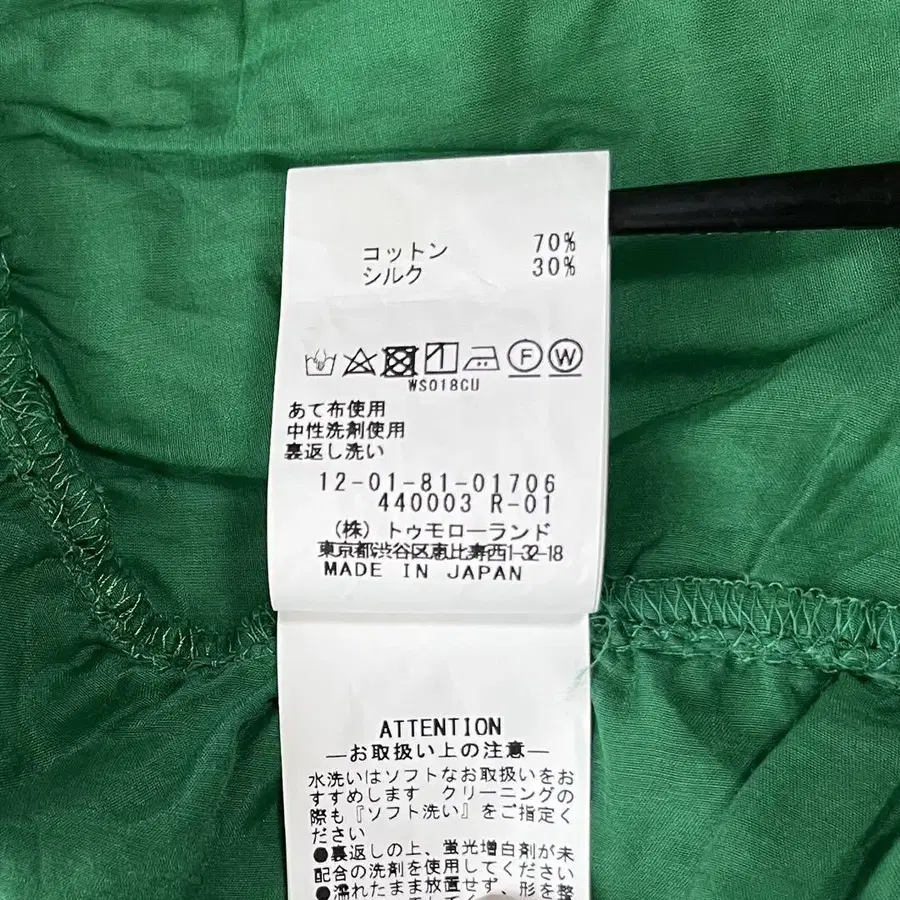 コットン 70%
シルク 30%
F W
WS018CU
あて布使用
中性洗剤使用
裏返し洗い
12-01-81-01706
440003 R-01
(株) トゥモローランド
東京都渋谷区恵比寿西1-32-18
MADE IN JAPAN
ATTENTION
―お取扱い上の注意―
水洗いはソフトなお取扱いをお
すすめします クリーニングの
際も『ソフト洗い』をご指定く
ださい
●裏返しの上、蛍光増白剤が未
配合の洗剤を使用してください
●濡れたまま放置せず、形を整